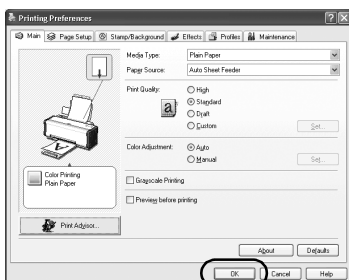 Printing Preferences
Main Page Setup Stamp/Background Effects Profiles Maintenance
Media Type: Plain Paper
Paper Source: Auto Sheet Feeder
Print Quality: High
Standard
Draft
Custom Set...
Color Adjustment: Auto
Manual Set...
Color Printing
Plain Paper
Grayscale Printing
Preview before printing
Print Advisor...
About Defaults
OK Cancel Help